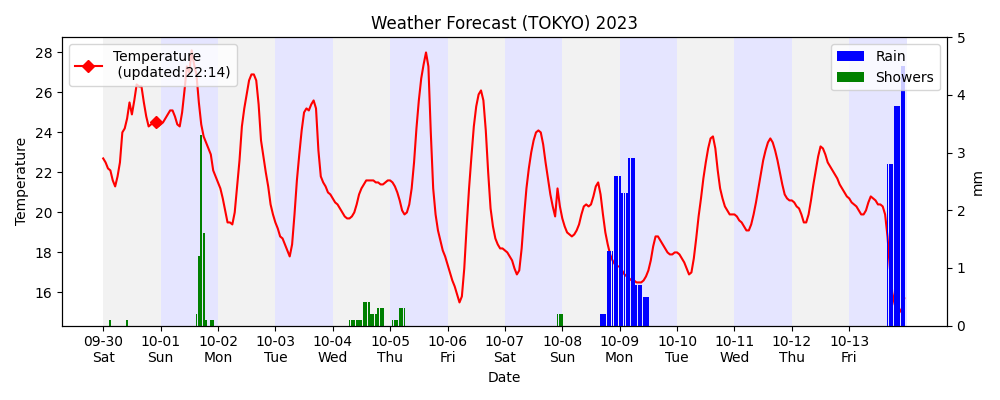 Weather Forecast (TOKYO) 2023
Temperature
(updated:22:14)
Rain
Showers
Temperature
28
26
24
22
20
18
16
5
4
3
2
1
0
mm
09-30 10-01 10-02 10-03 10-04 10-05 10-06 10-07 10-08 10-09 10-10 10-11 10-12 10-13
Sat Sun Mon Tue Wed Thu Fri Sat Sun Mon Tue Wed Thu Fri
Date